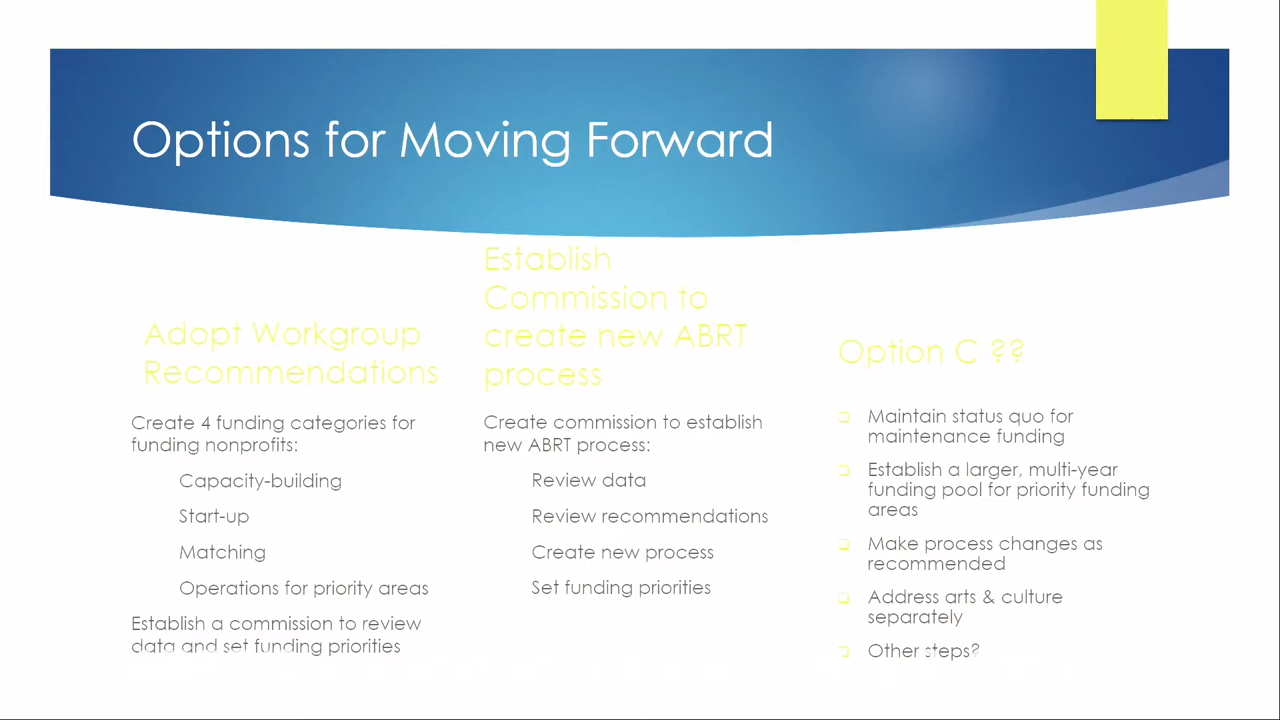 Options for Moving Forward
Adopt Workgroup
Recommendations
Create 4 funding categories for
funding nonprofits:
Capacity-building
Start-up
Matching
Operations for priority areas
Establish a commission to review
data and set funding priorities
Establish
Commission to
create new ABRT
process
Create commission to establish
new ABRT process:
Review data
Review recommendations
Create new process
Set funding priorities
Option C ??
Maintain status quo for
maintenance funding
Establish a larger, multi-year
funding pool for priority funding
areas
Make process changes as
recommended
Address arts & culture
separately
Other steps?